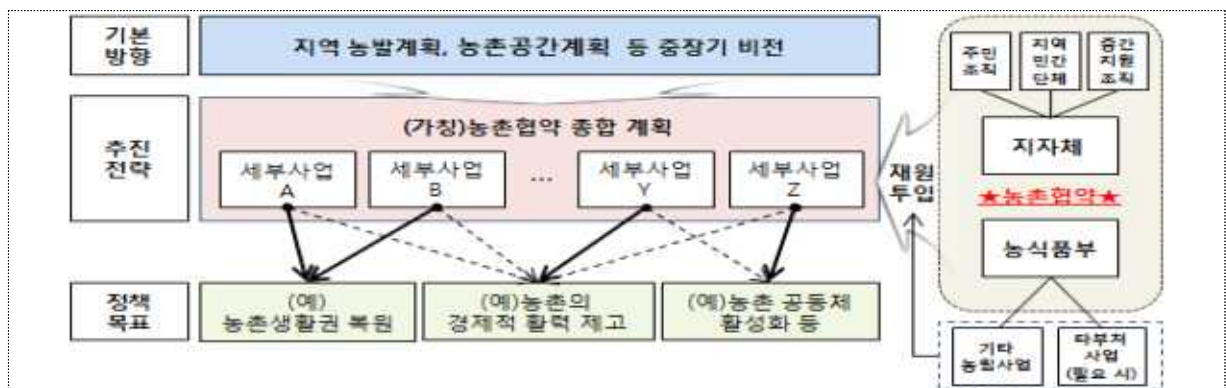 기본
방향
지역 농발계획, 농촌공간계획 등 중장기 비전
추진
전략
(가칭)농촌협약 종합 계획
세부사업
A
세부사업
B
...
세부사업
Y
세부사업
Z
정책
목표
(예)
농촌생활권 복원
(예)농촌의
경제적 활력 제고
(예)농촌 공동체
활성화 등
재원
투입
주민
조직
지역
민간
단체
중간
지원
조직
지자체
★농촌협약★
농식품부
기타
농림사업
타부처
사업
(필요 시)